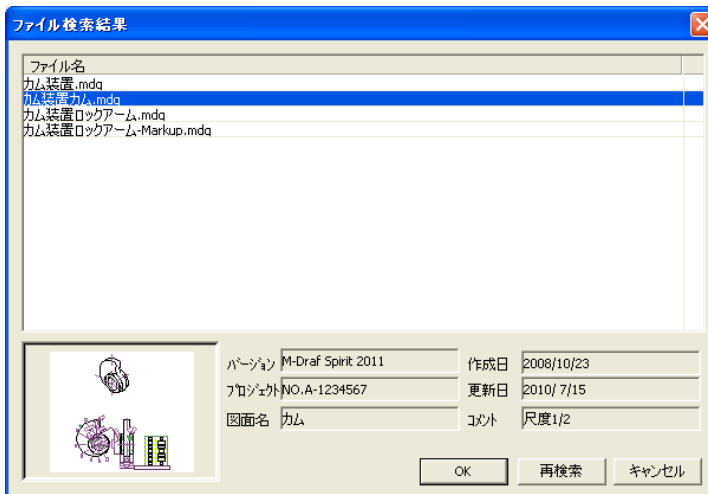 ファイル検索結果
ファイル名
カム装置.mdq
カム装置カム.mdq
カム装置ロックアーム.mdq
カム装置ロックアーム-Markup.mdq
バージョン M-Draf Spirit 2011 作成日 2008/10/23
プロジェクト NO.A-1234567 更新日 2010/ 7/15
図面名 カム コメント 尺度1/2
OK 再検索 キャンセル